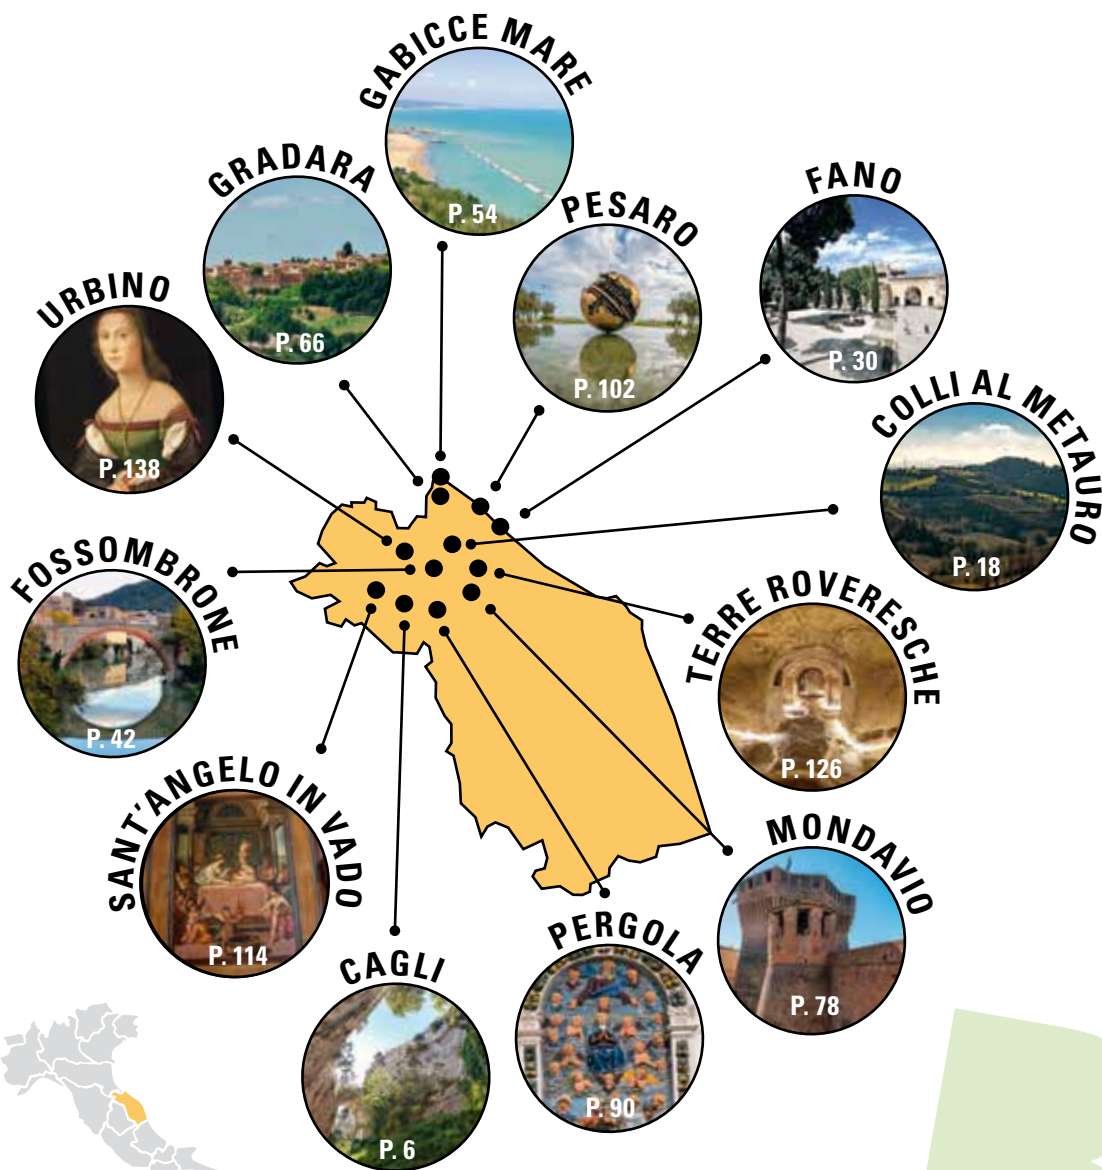 GABICCE MARE
P. 54
GRADARA
P. 66
PESARO
P. 102
FANO
P. 30
URBINO
P. 138
COLLI AL METAURO
P. 18
FOSSOMBRONE
P. 42
TERRE ROVERESCHE
P. 126
SANT'ANGELO IN VADO
P. 114
MONDAVIO
P. 78
CAGLI
P. 6
PERGOLA
P. 90